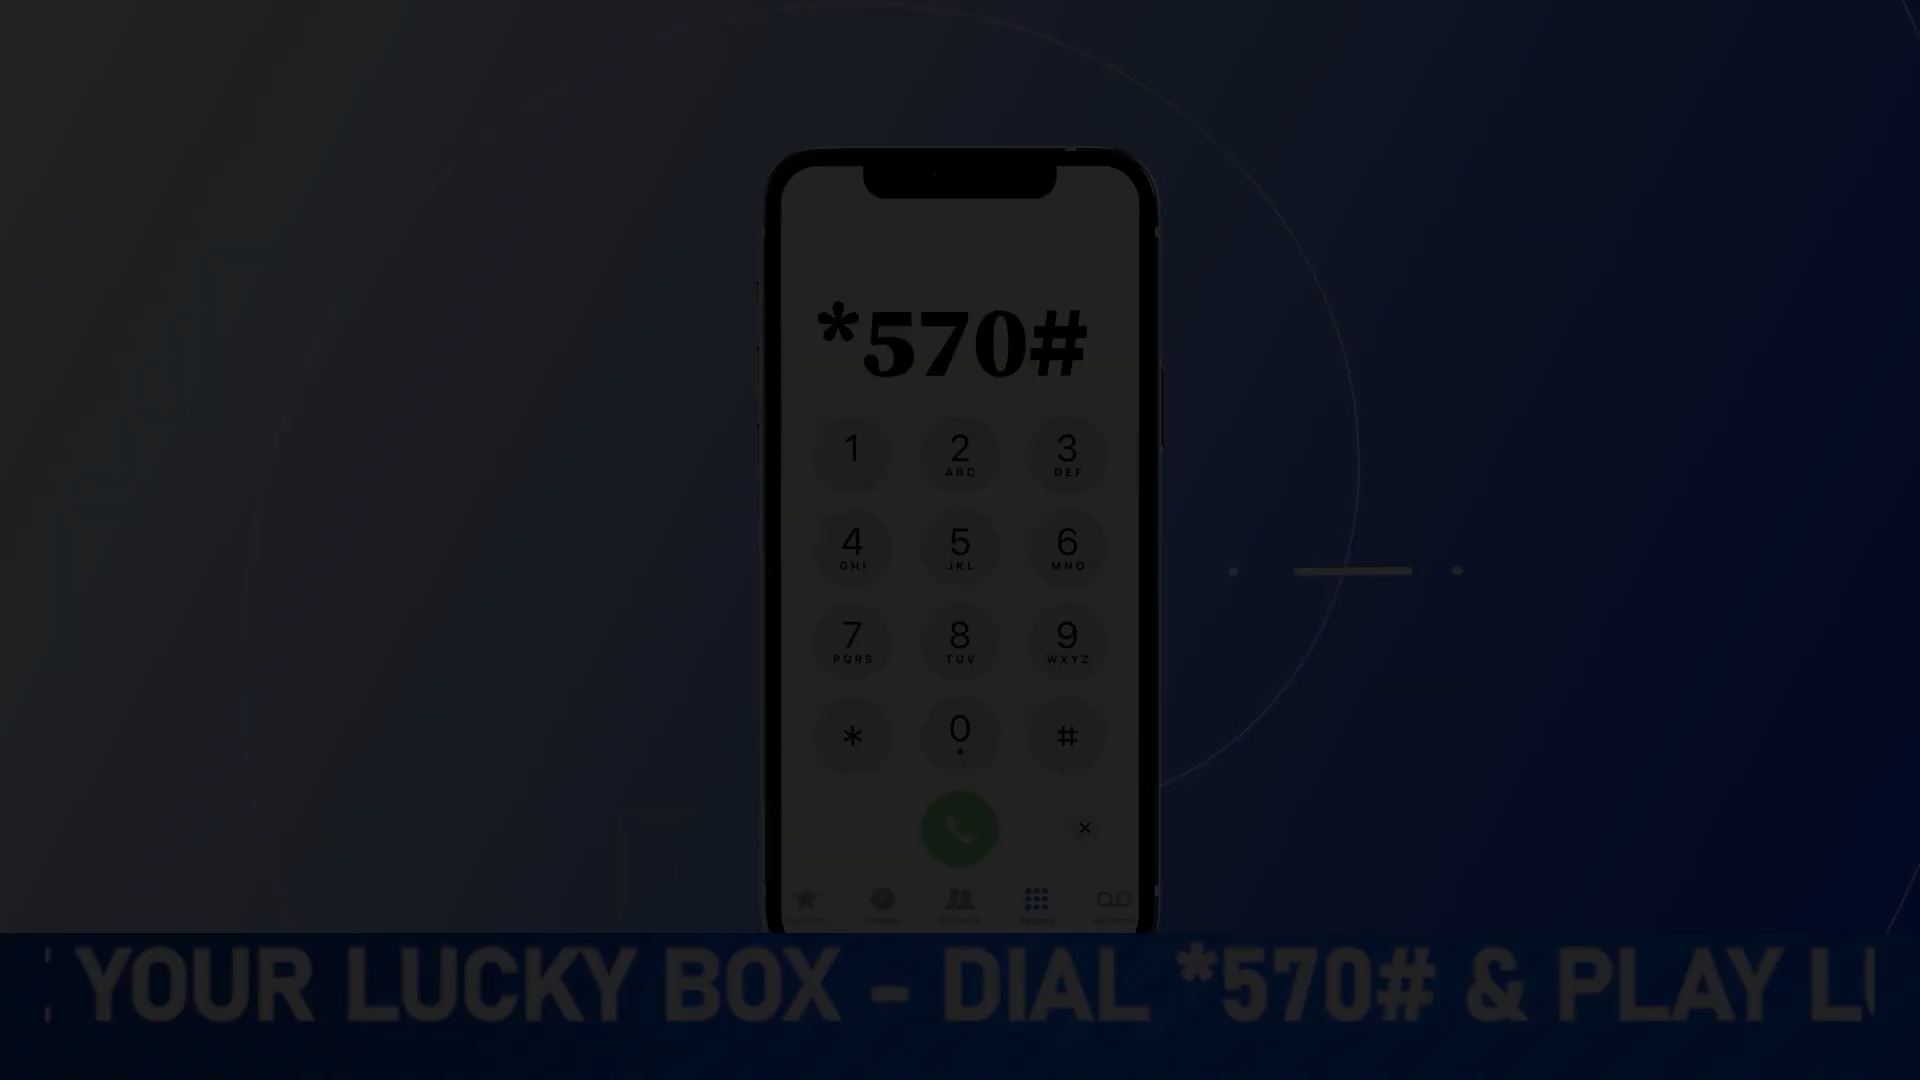 *570#
1 2 3
ABC DEF
4 5 6
GHI JKL MNO
7 8 9
PQRS TUV WXYZ
* 0 #
+
YOUR LUCKY BOX - DIAL *570# & PLAY